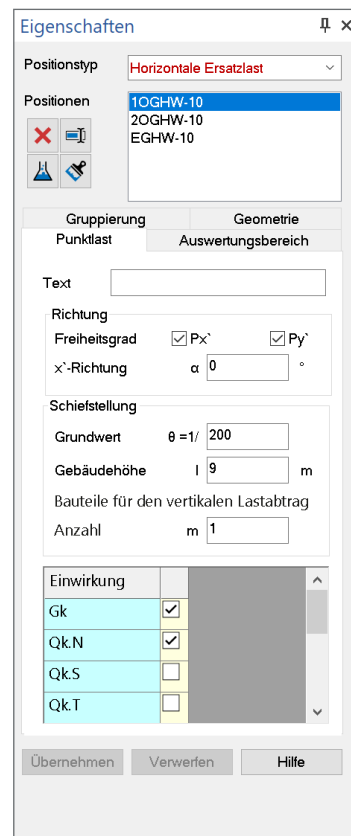 Eigenschaften
Positionstyp Horizontale Ersatzlast
Positionen
1OGHW-10
2OGHW-10
EGHW-10
Gruppierung Geometrie
Punktlast Auswertungsbereich
Text
Richtung
Freiheitsgrad Px` Py`
x`-Richtung α 0 °
Schiefstellung
Grundwert θ =1/ 200
Gebäudehöhe l 9 m
Bauteile für den vertikalen Lastabtrag
Anzahl m 1
Einwirkung
Gk
Qk.N
Qk.S
Qk.T
Übernehmen Verwerfen Hilfe